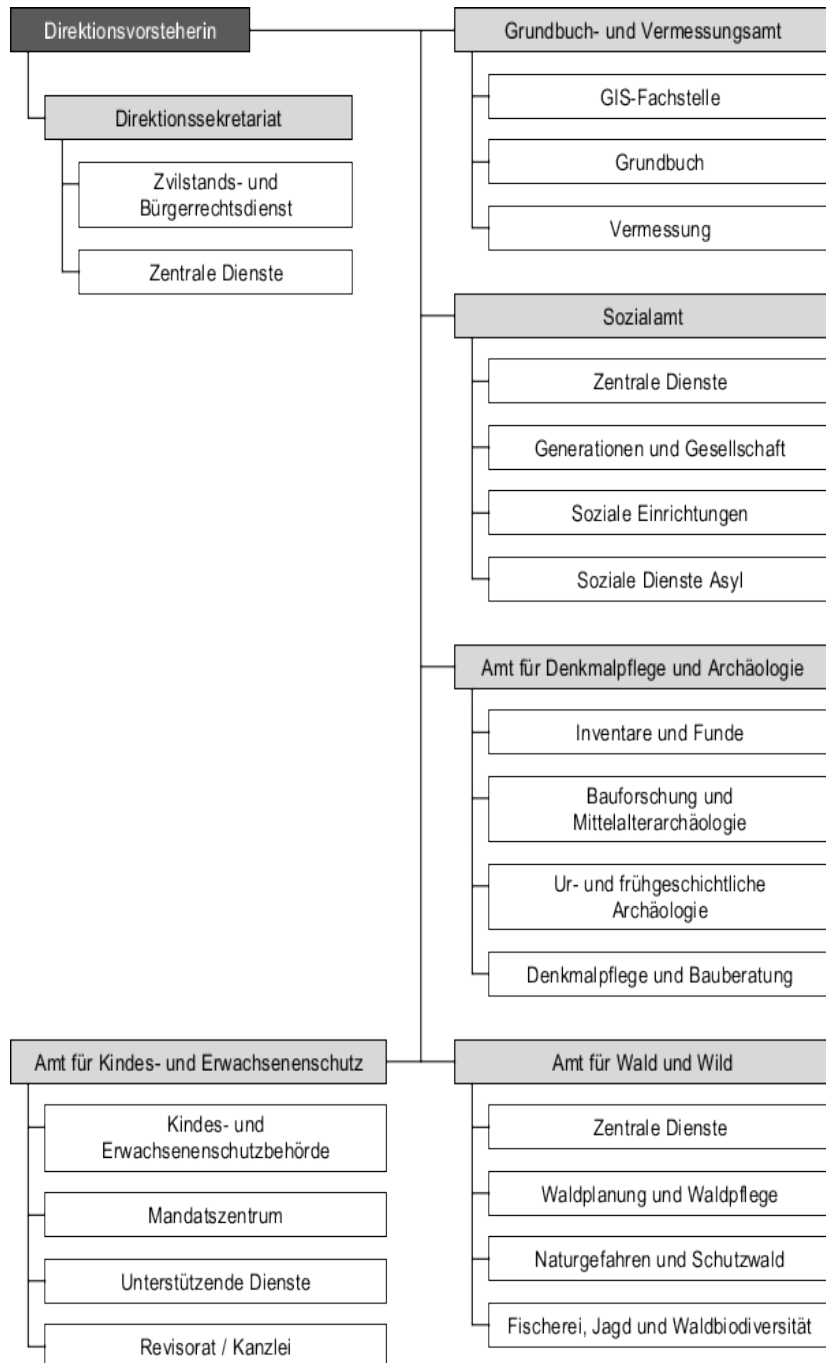 Direktionsvorsteherin
Direktionssekretariat
Zvilstands- und
Bürgerrechtsdienst
Zentrale Dienste
Grundbuch- und Vermessungsamt
GIS-Fachstelle
Grundbuch
Vermessung
Sozialamt
Zentrale Dienste
Generationen und Gesellschaft
Soziale Einrichtungen
Soziale Dienste Asyl
Amt für Denkmalpflege und Archäologie
Inventare und Funde
Bauforschung und
Mittelalterarchäologie
Ur- und frühgeschichtliche
Archäologie
Denkmalpflege und Bauberatung
Amt für Kindes- und Erwachsenenschutz
Kindes- und
Erwachsenenschutzbehörde
Mandatszentrum
Unterstützende Dienste
Revisorat / Kanzlei
Amt für Wald und Wild
Zentrale Dienste
Waldplanung und Waldpflege
Naturgefahren und Schutzwald
Fischerei, Jagd und Waldbiodiversität